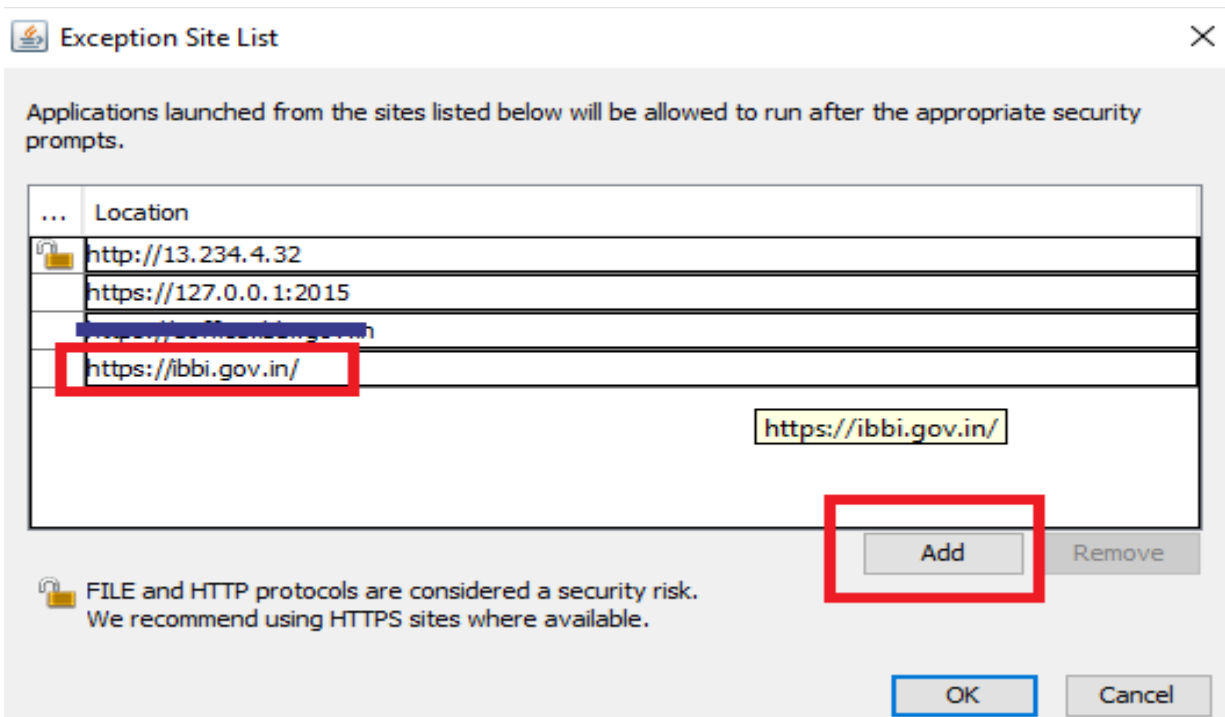 Exception Site List
Applications launched from the sites listed below will be allowed to run after the appropriate security
prompts.
... Location
http://13.234.4.32
https://127.0.0.1:2015
https://ibbi.gov.in/
https://ibbi.gov.in/
Add Remove
FILE and HTTP protocols are considered a security risk.
We recommend using HTTPS sites where available.
OK Cancel